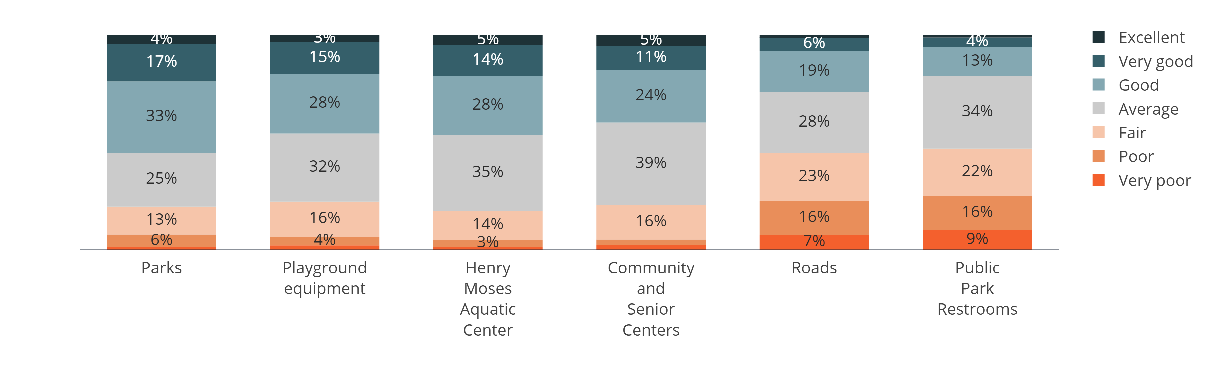 4%
17%
33%
25%
13%
6%
3%
15%
28%
32%
16%
4%
5%
14%
28%
35%
14%
3%
5%
11%
24%
39%
16%
6%
19%
28%
23%
16%
7%
4%
13%
34%
22%
16%
9%
Parks
Playground
equipment
Henry
Moses
Aquatic
Center
Community
and
Senior
Centers
Roads
Public
Park
Restrooms
Excellent
Very good
Good
Average
Fair
Poor
Very poor